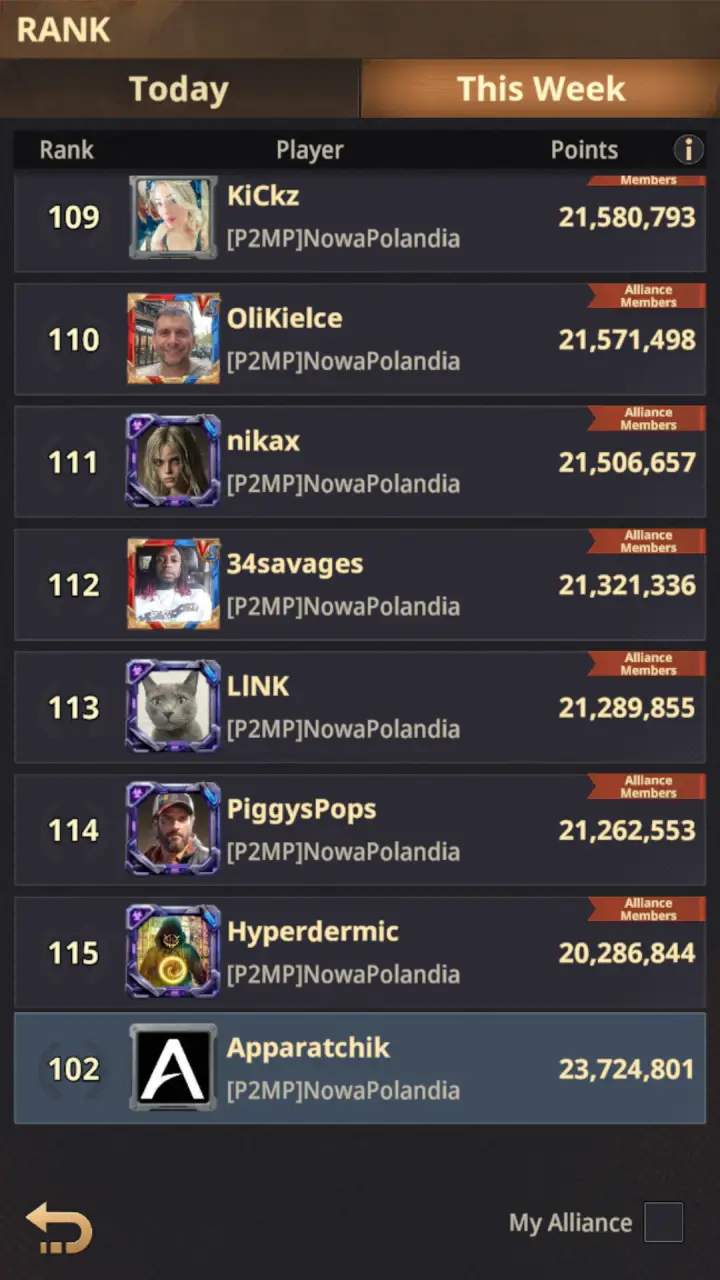 RANK
Today
This Week
Rank
Player
Points
i
109
KiCkz
[P2MP]NowaPolandia
Members
21,580,793
110
OliKielce
[P2MP]NowaPolandia
Alliance
Members
21,571,498
111
nikax
[P2MP]NowaPolandia
Alliance
Members
21,506,657
112
34savages
[P2MP]NowaPolandia
Alliance
Members
21,321,336
113
LINK
[P2MP]NowaPolandia
Alliance
Members
21,289,855
114
PiggysPops
[P2MP]NowaPolandia
Alliance
Members
21,262,553
115
Hyperdermic
[P2MP]NowaPolandia
Alliance
Members
20,286,844
102
Apparatchik
[P2MP]NowaPolandia
23,724,801
My Alliance